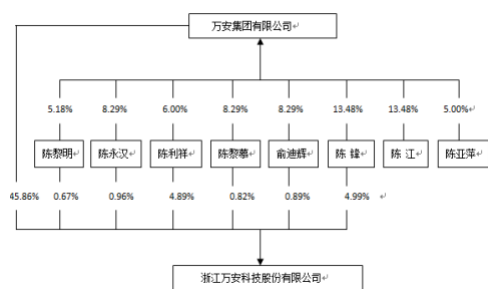 万安集团有限公司
5.18% 8.29% 6.00% 8.29% 8.29% 13.48% 13.48% 5.00%
陈黎明 陈永汉 陈利祥 陈黎慕 俞迪辉 陈 锋 陈 江 陈亚萍
45.86% 0.67% 0.96% 4.89% 0.82% 0.89% 4.99%
浙江万安科技股份有限公司